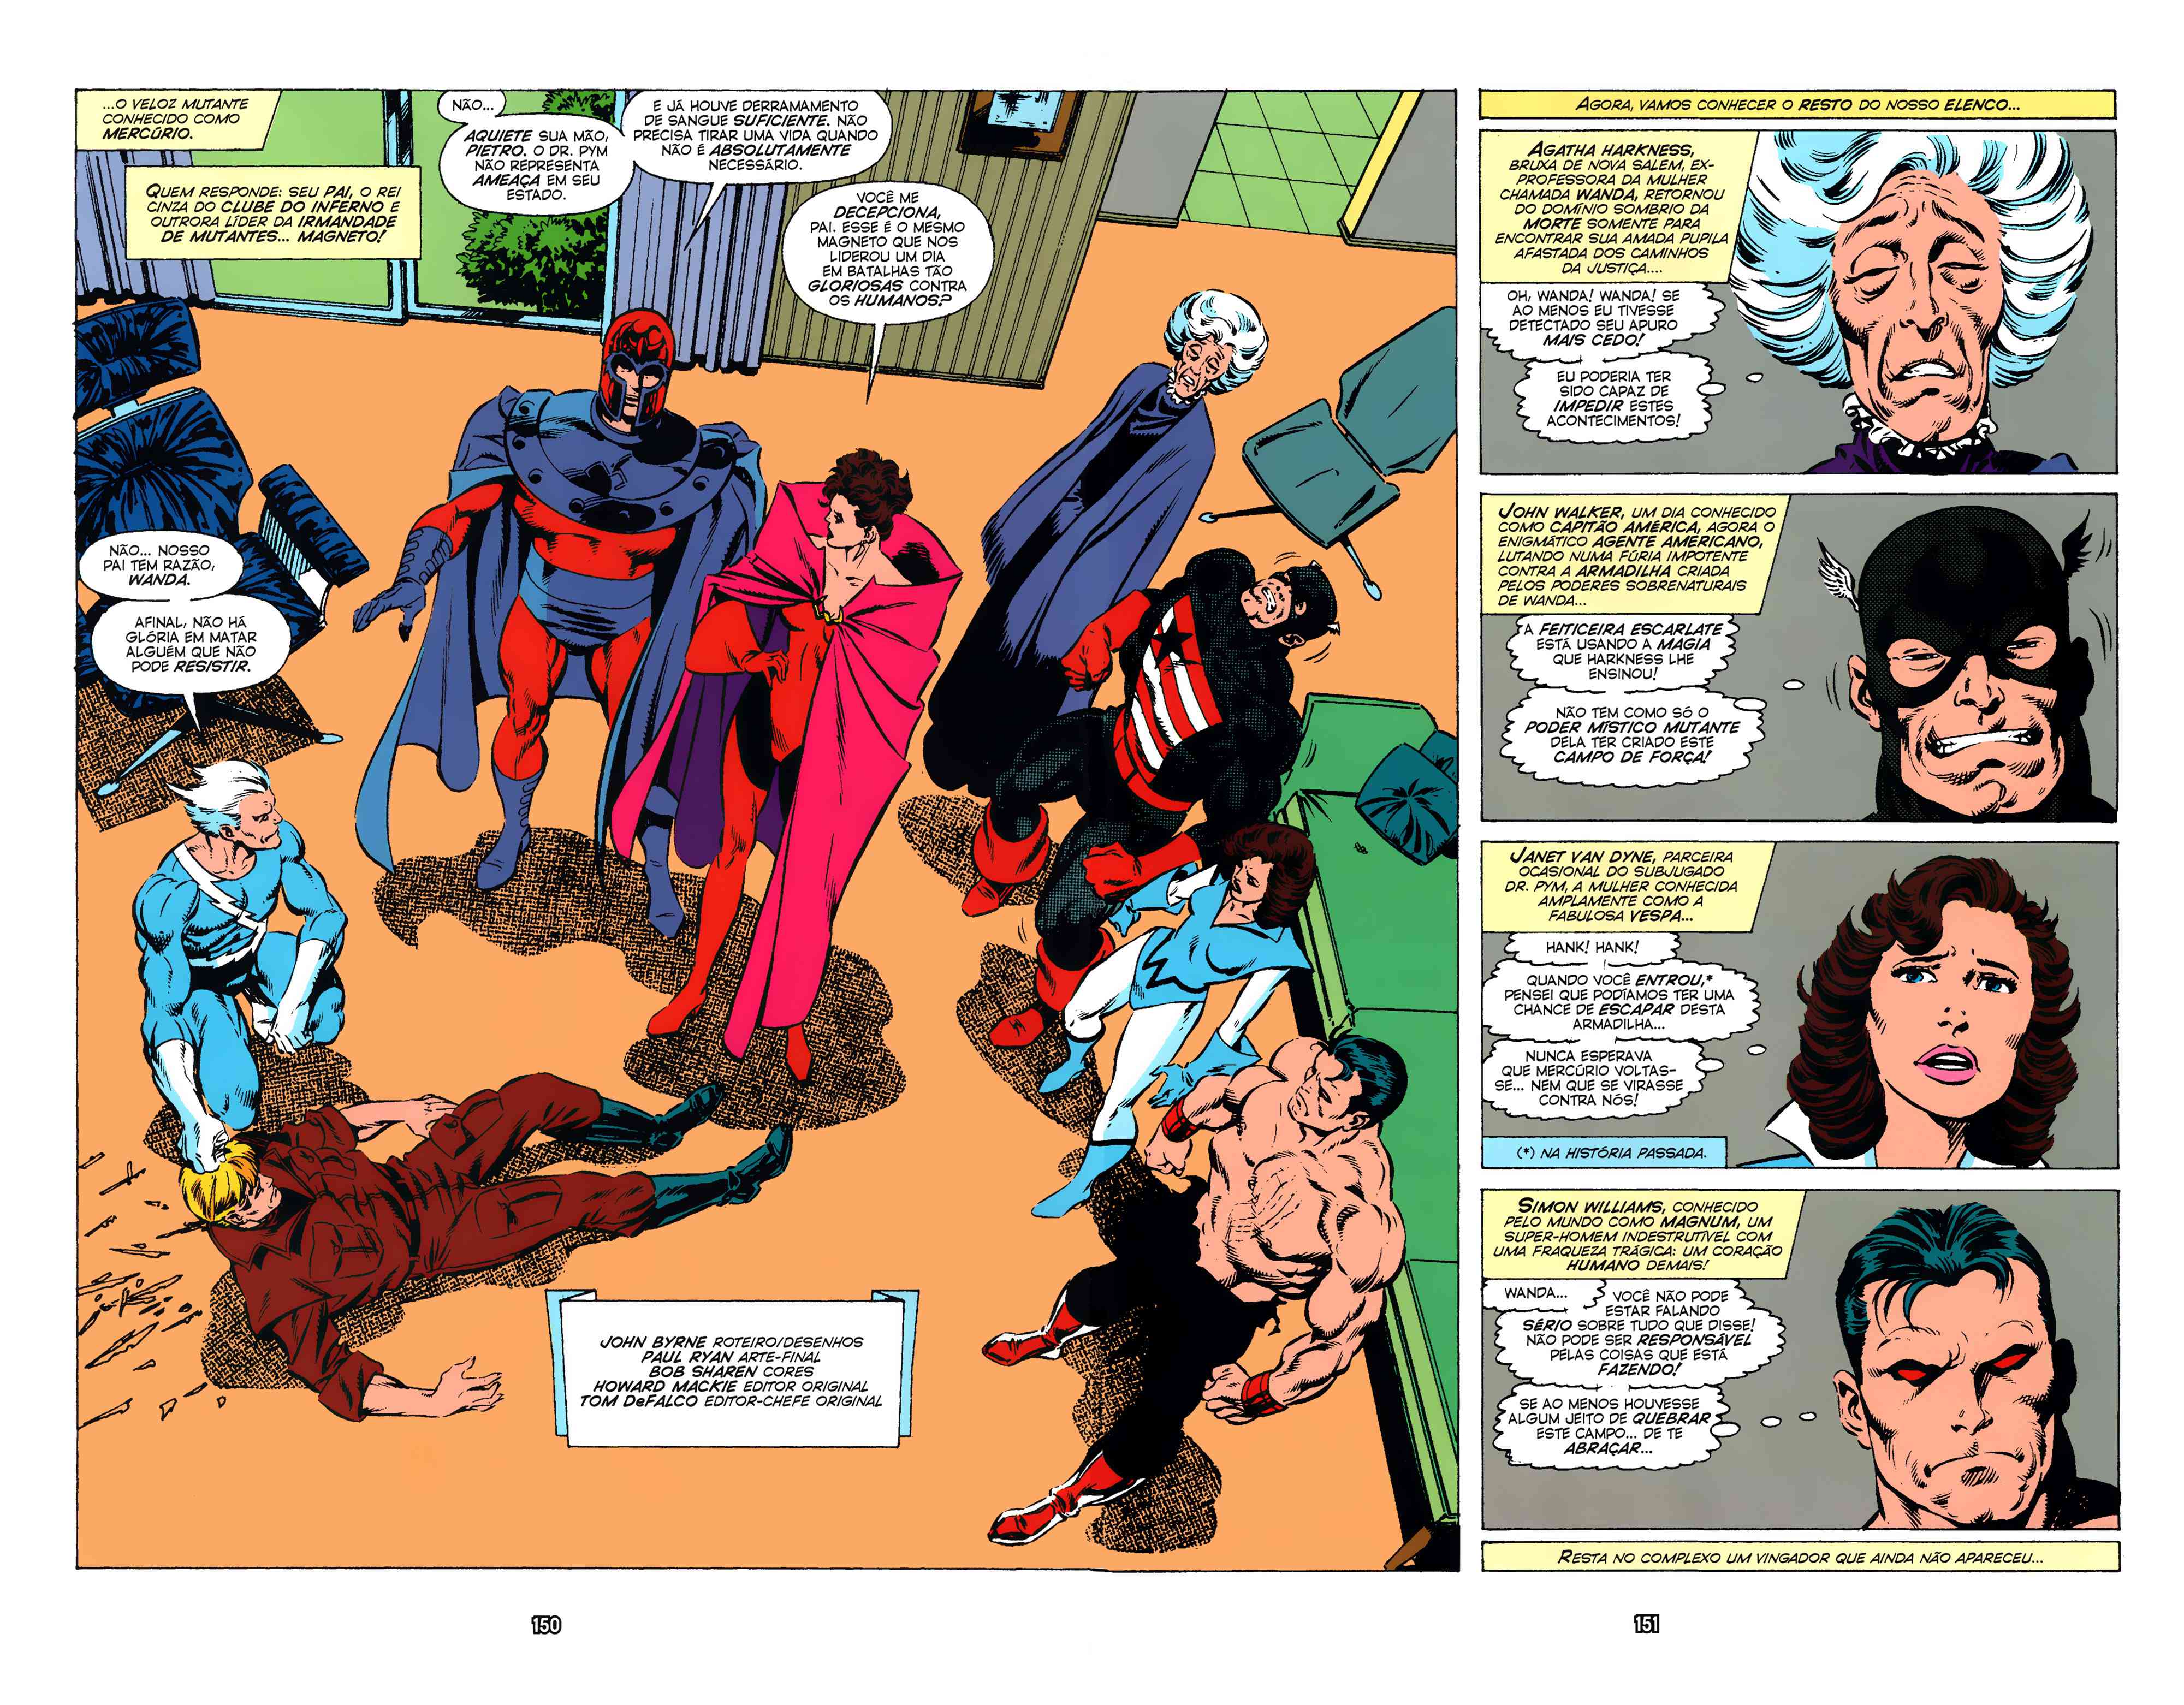 ...O VELOZ MUTANTE
CONHECIDO COMO
MERCÚRIO.
QUEM RESPONDE: SEU PAI, O REI
CINZA DO CLUBE DO INFERNO E
OUTRORA LÍDER DA IRMANDADE
DE MUTANTES... MAGNETO!
NÃO...
AQUIETE SUA MÃO,
PIETRO. O DR. PYM
NÃO REPRESENTA
AMEAÇA EM SEU
ESTADO.
E JÁ HOUVE DERRAMAMENTO
DE SANGUE SUFICIENTE. NÃO
PRECISA TIRAR UMA VIDA QUANDO
NÃO É ABSOLUTAMENTE
NECESSÁRIO.
VOCÊ ME
DECEPCIONA,
PAI. ESSE É O MESMO
MAGNETO QUE NOS
LIDEROU UM DIA
EM BATALHAS TÃO
GLORIOSAS CONTRA
OS HUMANOS?
NÃO... NOSSO
PAI TEM RAZÃO,
WANDA.
AFINAL, NÃO HÁ
GLÓRIA EM MATAR
ALGUÉM QUE NÃO
PODE RESISTIR.
JOHN BYRNE ROTEIRO/DESENHOS
PAUL RYAN ARTE-FINAL
BOB SHAREN CORES
HOWARD MACKIE EDITOR ORIGINAL
TOM DeFALCO EDITOR-CHEFE ORIGINAL
150
AGORA, VAMOS CONHECER O RESTO DO NOSSO ELENCO...
AGATHA HARKNESS,
BRUXA DE NOVA SALEM, EX-
PROFESSORA DA MULHER
CHAMADA WANDA, RETORNOU
DO DOMÍNIO SOMBRIO DA
MORTE SOMENTE PARA
ENCONTRAR SUA AMADA PUPILA
AFASTADA DOS CAMINHOS
DA JUSTIÇA....
OH, WANDA! WANDA! SE
AO MENOS EU TIVESSE
DETECTADO SEU APURO
MAIS CEDO!
EU PODERIA TER
SIDO CAPAZ DE
IMPEDIR ESTES
ACONTECIMENTOS!
JOHN WALKER, UM DIA CONHECIDO
COMO CAPITÃO AMÉRICA, AGORA O
ENIGMÁTICO AGENTE AMERICANO,
LUTANDO NUMA FÚRIA IMPOTENTE
CONTRA A ARMADILHA CRIADA
PELOS PODERES SOBRENATURAIS
DE WANDA...
A FEITICEIRA ESCARLATE
ESTÁ USANDO A MAGIA
QUE HARKNESS LHE
ENSINOU!
NÃO TEM COMO SÓ O
PODER MÍSTICO MUTANTE
DELA TER CRIADO ESTE
CAMPO DE FORÇA!
JANET VAN DYNE, PARCEIRA
OCASIONAL DO SUBJUGADO
DR. PYM, A MULHER CONHECIDA
AMPLAMENTE COMO A
FABULOSA VESPA...
HANK! HANK!
QUANDO VOCÊ ENTROU,*
PENSEI QUE PODÍAMOS TER UMA
CHANCE DE ESCAPAR DESTA
ARMADILHA...
NUNCA ESPERAVA
QUE MERCÚRIO VOLTAS-
SE... NEM QUE SE VIRASSE
CONTRA NÓS!
(*) NA HISTÓRIA PASSADA.
SIMON WILLIAMS, CONHECIDO
PELO MUNDO COMO MAGNUM, UM
SUPER-HOMEM INDESTRUTÍVEL COM
UMA FRAQUEZA TRÁGICA: UM CORAÇÃO
HUMANO DEMAIS!
WANDA...
VOCÊ NÃO PODE
ESTAR FALANDO
SÉRIO SOBRE TUDO QUE DISSE!
NÃO PODE SER RESPONSÁVEL
PELAS COISAS QUE ESTÁ
FAZENDO!
SE AO MENOS HOUVESSE
ALGUM JEITO DE QUEBRAR
ESTE CAMPO... DE TE
ABRAÇAR...
RESTA NO COMPLEXO UM VINGADOR QUE AINDA NÃO APARECEU...
151